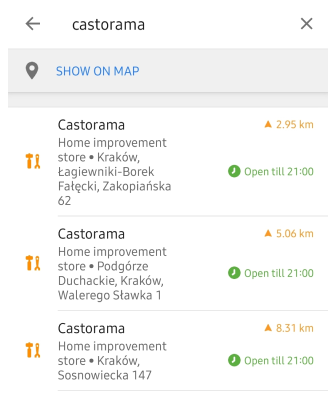 castorama
SHOW ON MAP
Castorama
2.95 km
Home improvement
store • Kraków,
Łagiewniki-Borek
Fałęcki, Zakopiańska
62
Open till 21:00
Castorama
5.06 km
Home improvement
store • Podgórze
Duchackie, Kraków,
Walerego Sławka 1
Open till 21:00
Castorama
8.31 km
Home improvement
store • Kraków,
Sosnowiecka 147
Open till 21:00